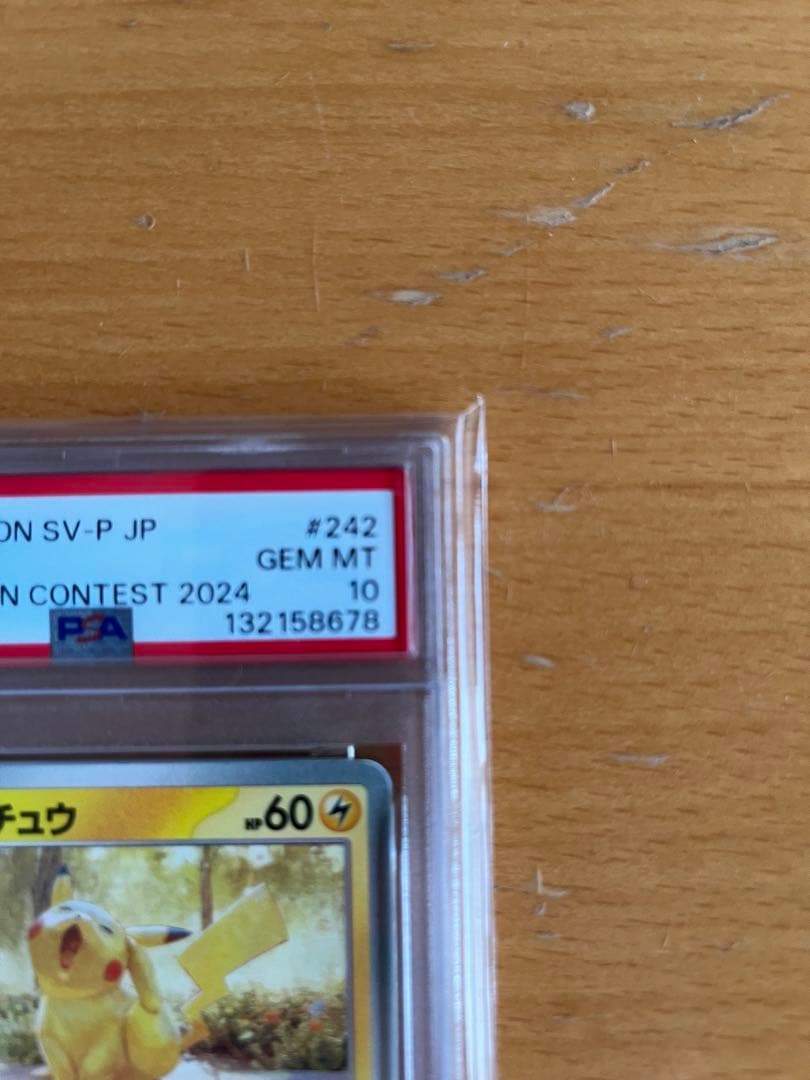 ON SV-P JP #242
GEM MT
N CONTEST 2024 10
PSA 132158678
チュウ HP60